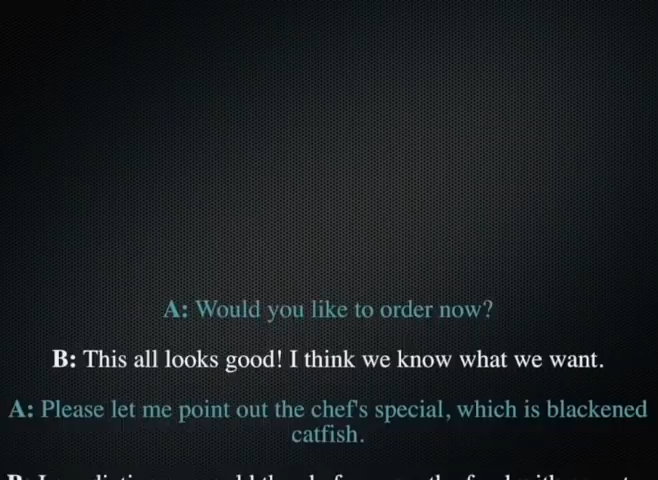 A: Would you like to order now?
B: This all looks good! I think we know what we want.
A: Please let me point out the chef's special, which is blackened
catfish.
B: